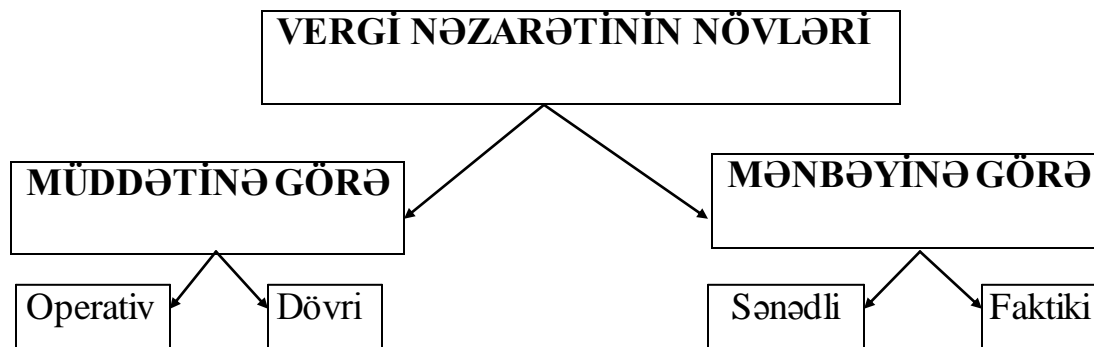 VERGİ NƏZARƏTİNİN NÖVLƏRİ
MÜDDƏTİNƏ GÖRƏ
MƏNBƏYİNƏ GÖRƏ
Operativ
Dövri
Sənədli
Faktiki